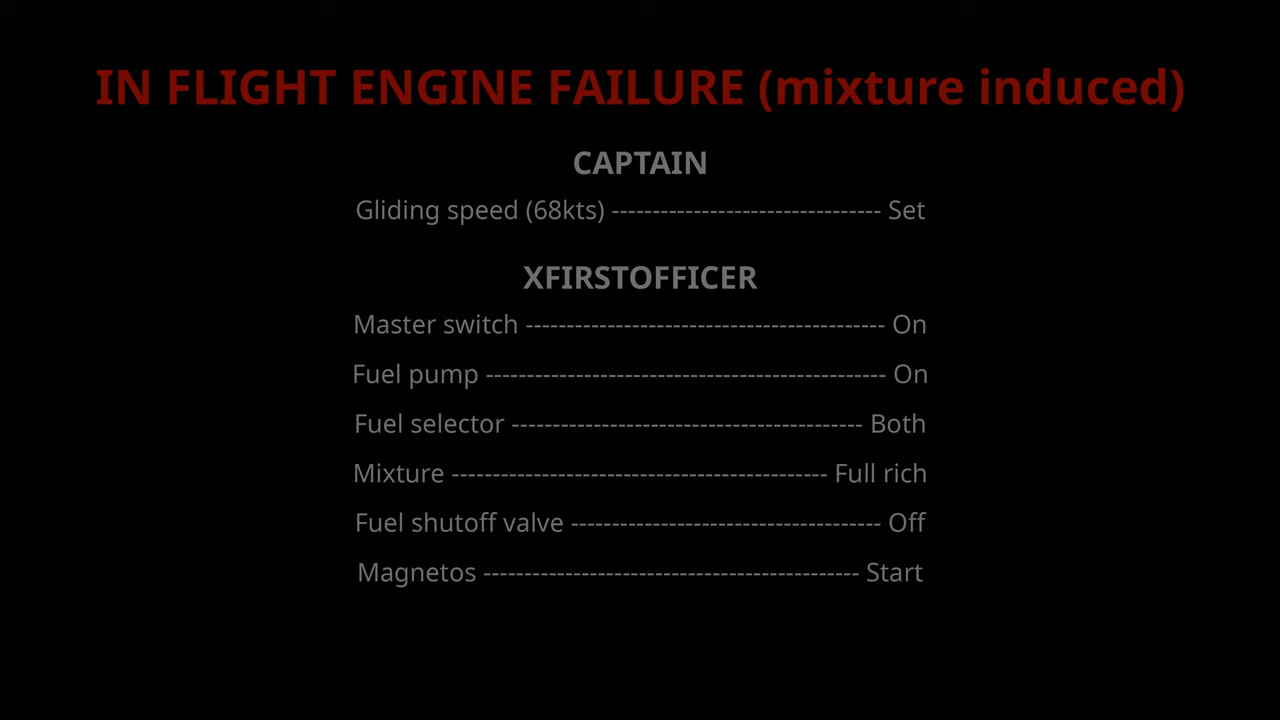 IN FLIGHT ENGINE FAILURE (mixture induced)
CAPTAIN
Gliding speed (68kts) --------------------------------- Set
XFIRSTOFFICER
Master switch -------------------------------------------- On
Fuel pump ------------------------------------------------- On
Fuel selector ------------------------------------------- Both
Mixture ---------------------------------------------- Full rich
Fuel shutoff valve -------------------------------------- Off
Magnetos ---------------------------------------------- Start